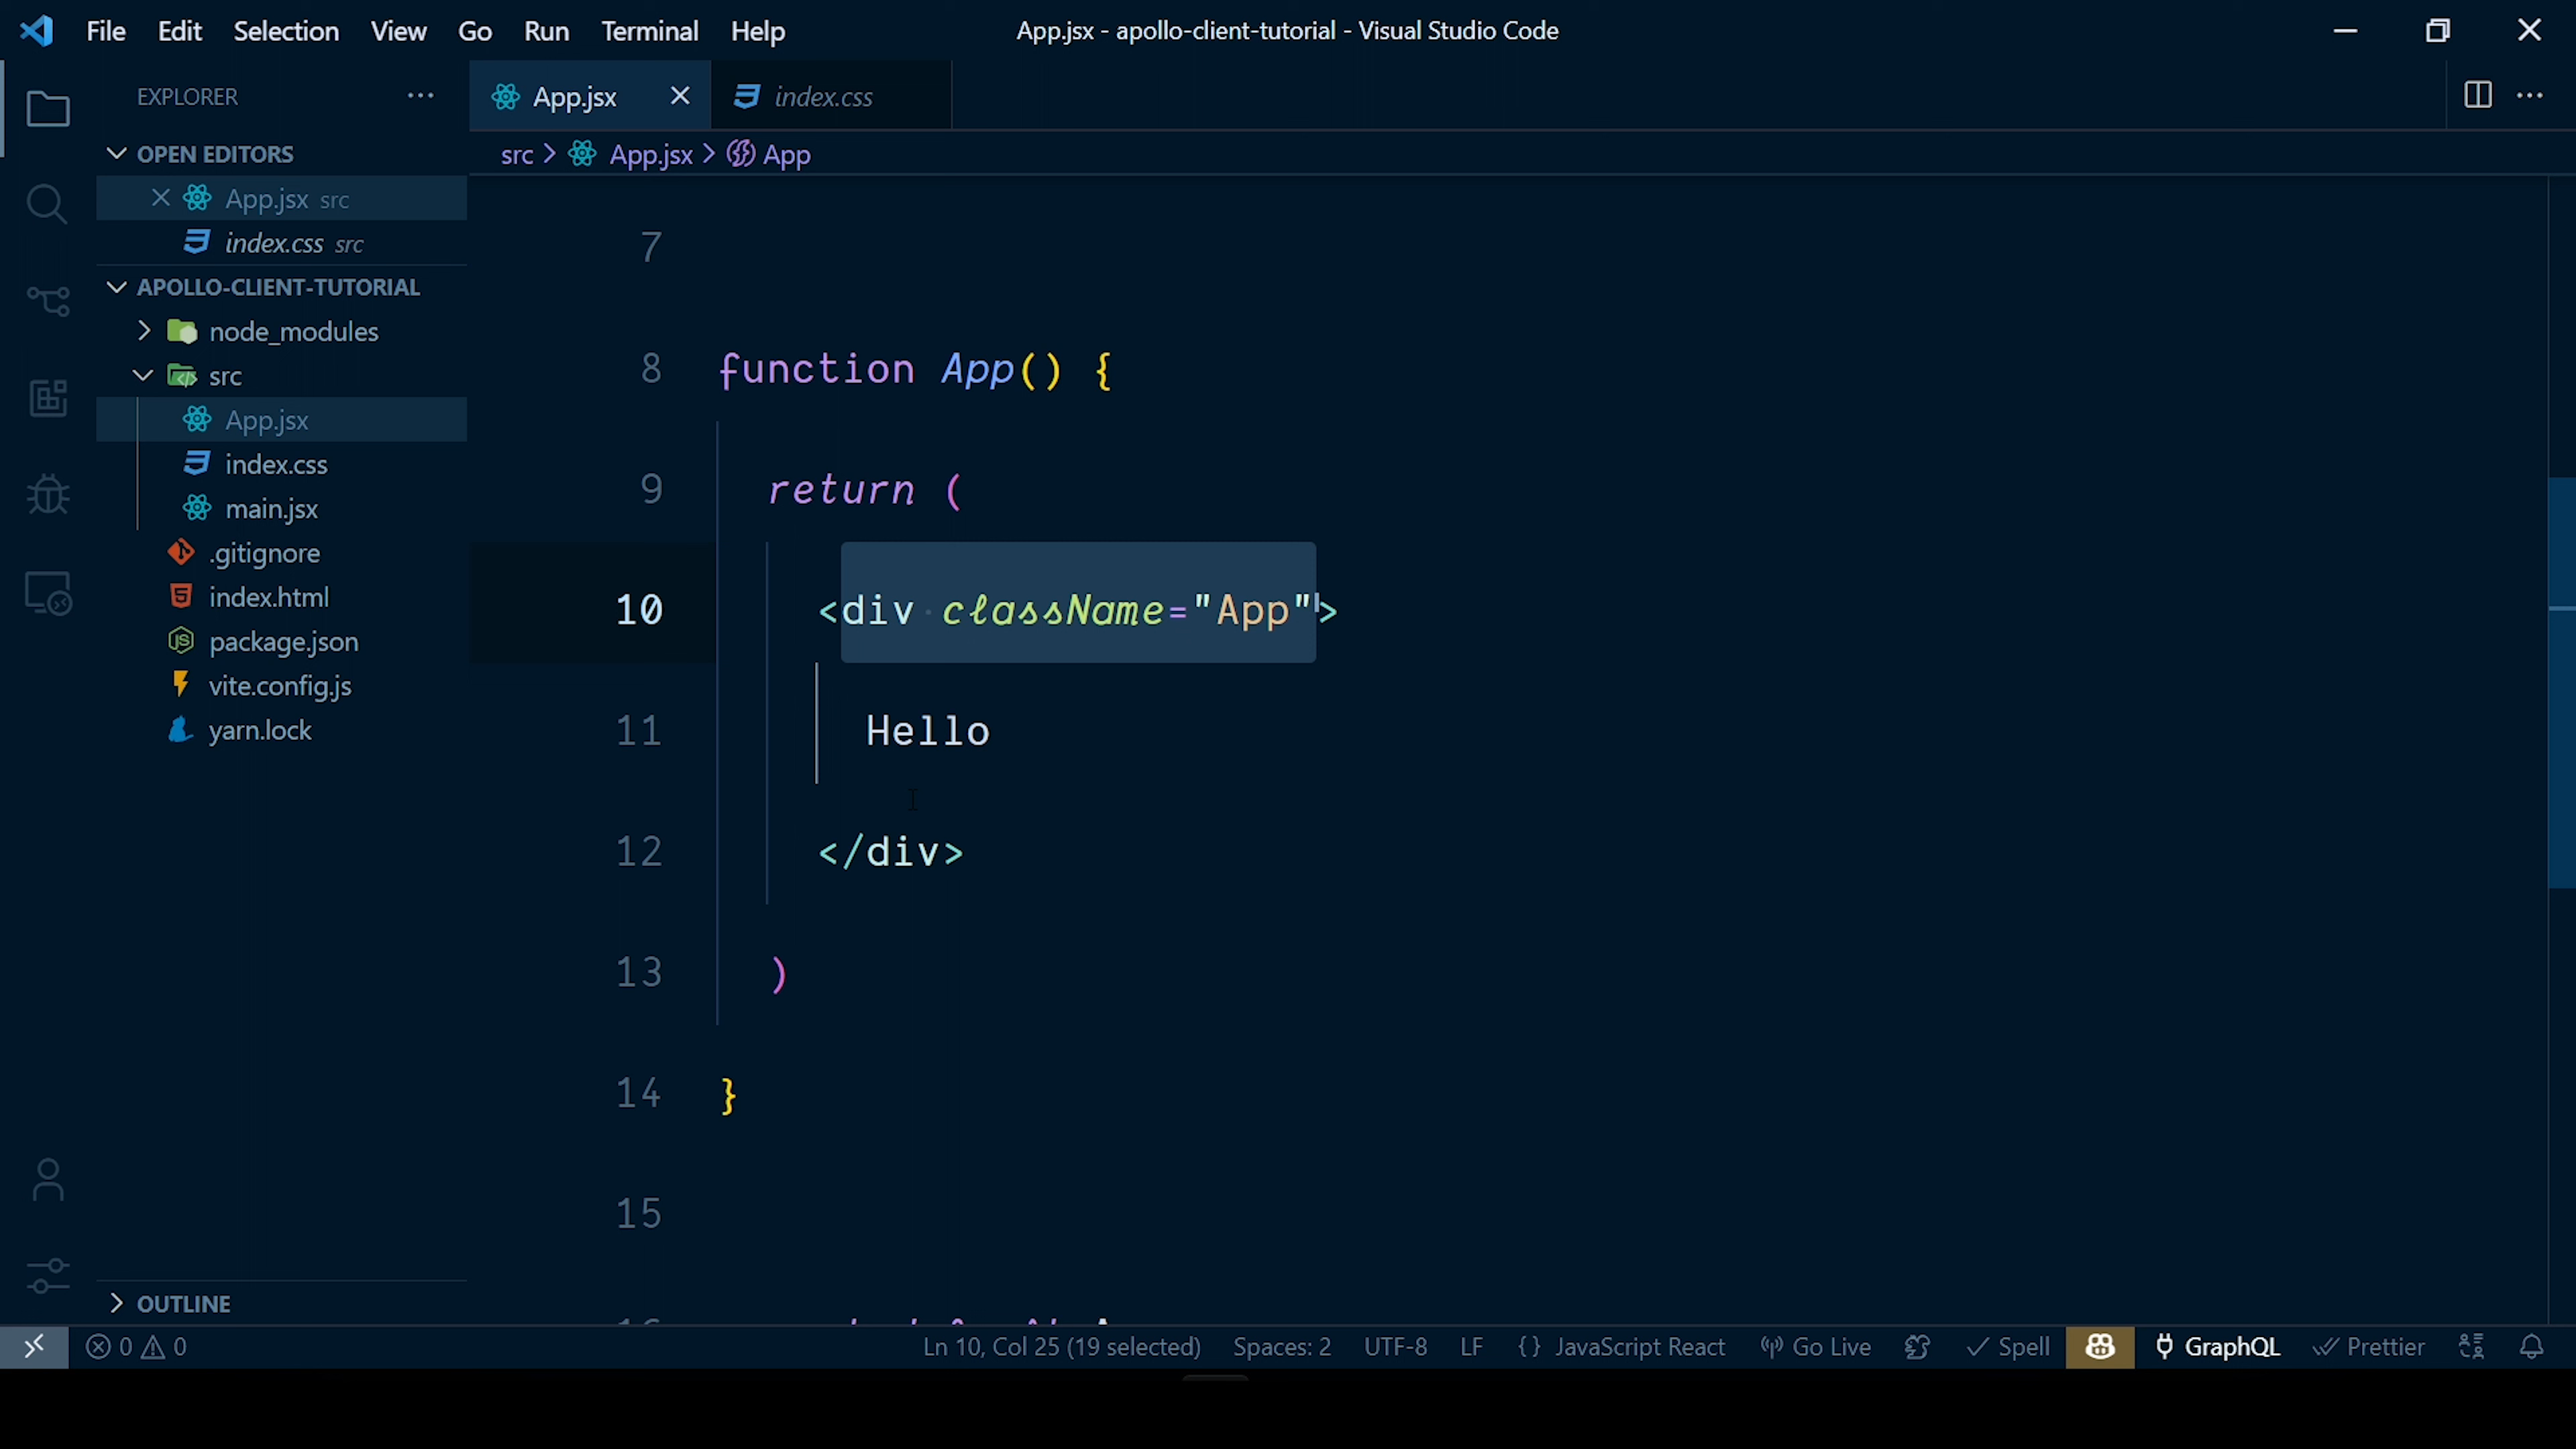 File Edit Selection View Go Run Terminal Help App.jsx - apollo-client-tutorial - Visual Studio Code
EXPLORER
App.jsx
index.css
OPEN EDITORS
src App.jsx App
App.jsx src
index.css src
APOLLO-CLIENT-TUTORIAL
node_modules
src
App.jsx
index.css
main.jsx
.gitignore
index.html
package.json
vite.config.js
yarn.lock
OUTLINE
7
8 function App() {
9 return (
10 <div className="App">
11 Hello
12 </div>
13 )
14 }
15
0 0 Ln 10, Col 25 (19 selected) Spaces: 2 UTF-8 LF {} JavaScript React Go Live Spell GraphQL Prettier